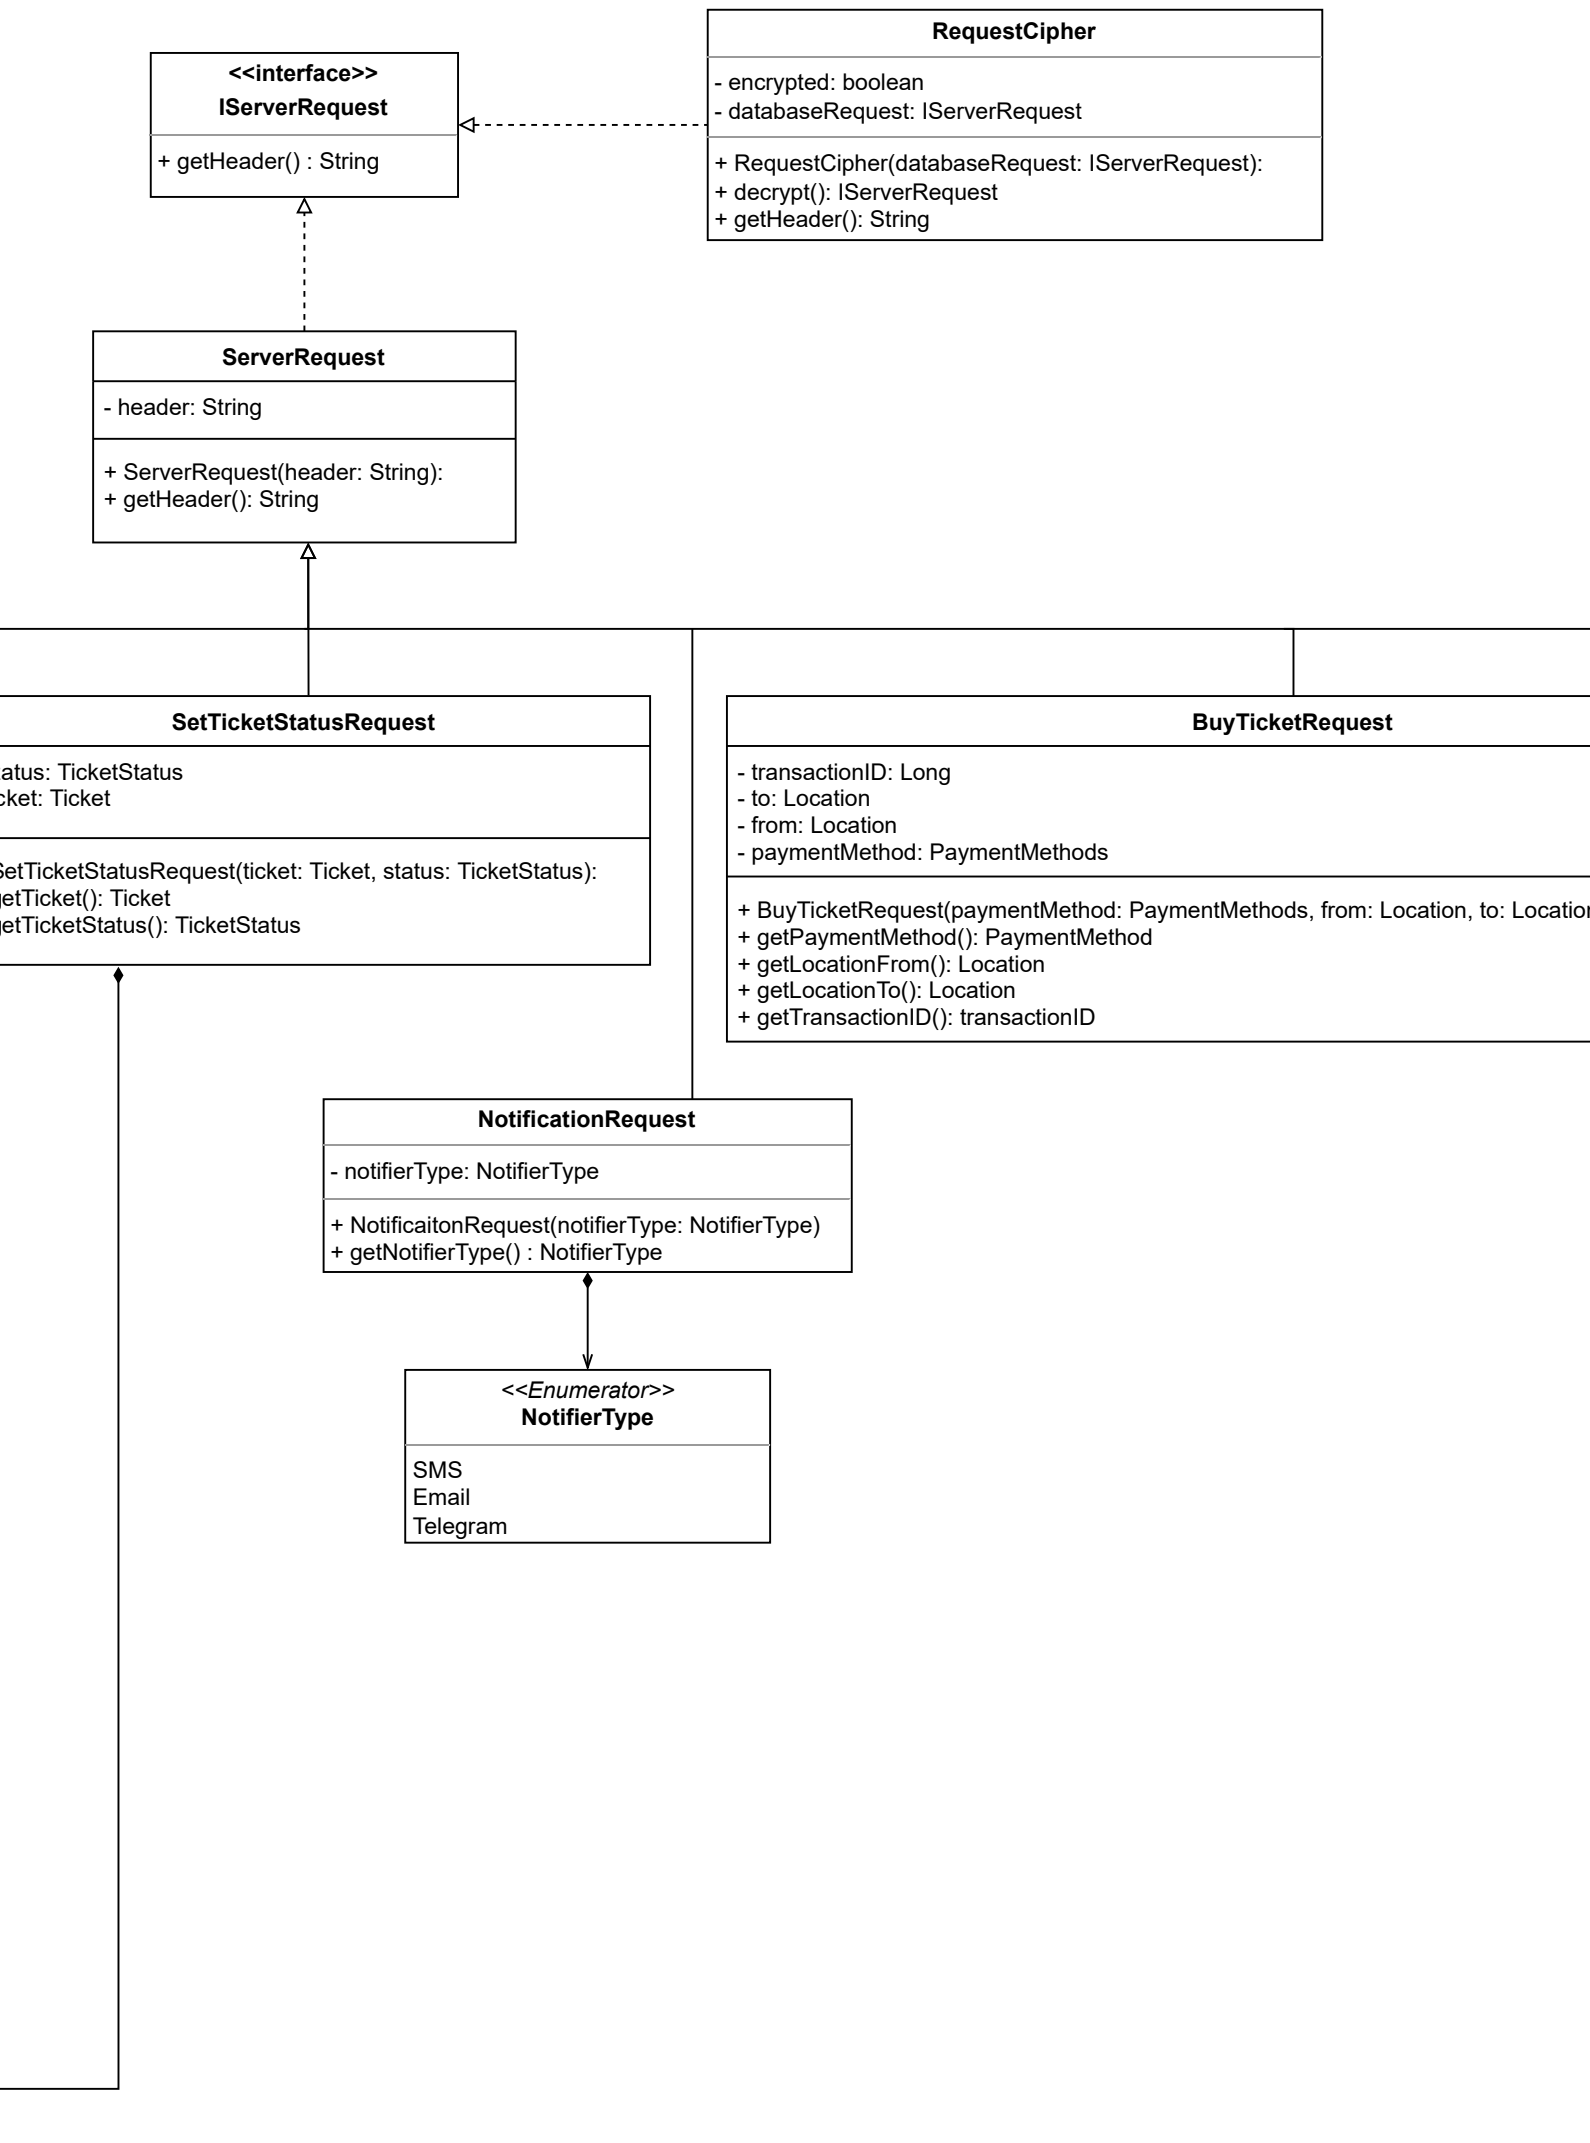 <<interface>>
IServerRequest
+ getHeader() : String
RequestCipher
- encrypted: boolean
- databaseRequest: IServerRequest
+ RequestCipher(databaseRequest: IServerRequest):
+ decrypt(): IServerRequest
+ getHeader(): String
ServerRequest
- header: String
+ ServerRequest(header: String):
+ getHeader(): String
SetTicketStatusRequest
atus: TicketStatus
cket: Ticket
SetTicketStatusRequest(ticket: Ticket, status: TicketStatus):
getTicket(): Ticket
getTicketStatus(): TicketStatus
BuyTicketRequest
- transactionID: Long
- to: Location
- from: Location
- paymentMethod: PaymentMethods
+ BuyTicketRequest(paymentMethod: PaymentMethods, from: Location, to: Location
+ getPaymentMethod(): PaymentMethod
+ getLocationFrom(): Location
+ getLocationTo(): Location
+ getTransactionID(): transactionID
NotificationRequest
- notifierType: NotifierType
+ NotificaitonRequest(notifierType: NotifierType)
+ getNotifierType() : NotifierType
<<Enumerator>>
NotifierType
SMS
Email
Telegram